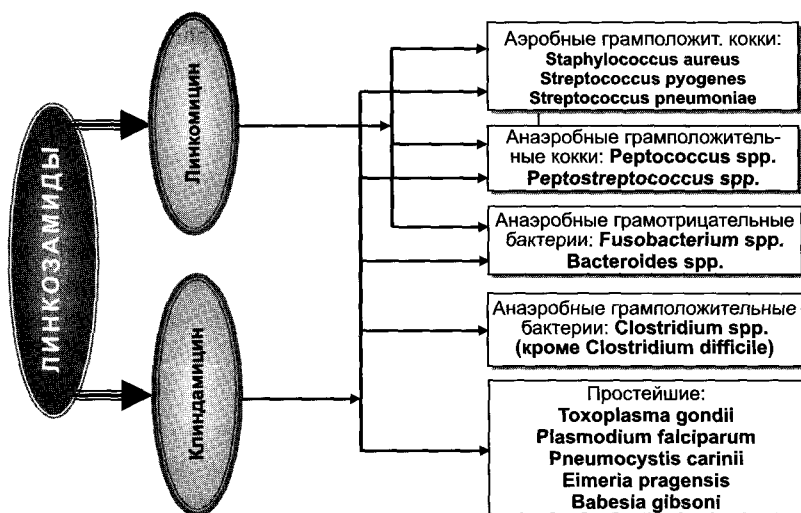 ЛИНКОЗАМИДЫ
Линкомицин
Клиндамицин
Аэробные грамположит. кокки:
Staphylococcus aureus
Streptococcus pyogenes
Streptococcus pneumoniae
Анаэробные грамположитель-
ные кокки: Peptococcus spp.
Peptostreptococcus spp.
Анаэробные грамотрицательные
бактерии: Fusobacterium spp.
Bacteroides spp.
Анаэробные грамположительные
бактерии: Clostridium spp.
(кроме Clostridium difficile)
Простейшие:
Toxoplasma gondii
Plasmodium falciparum
Pneumocystis carinii
Eimeria pragensis
Babesia gibsoni